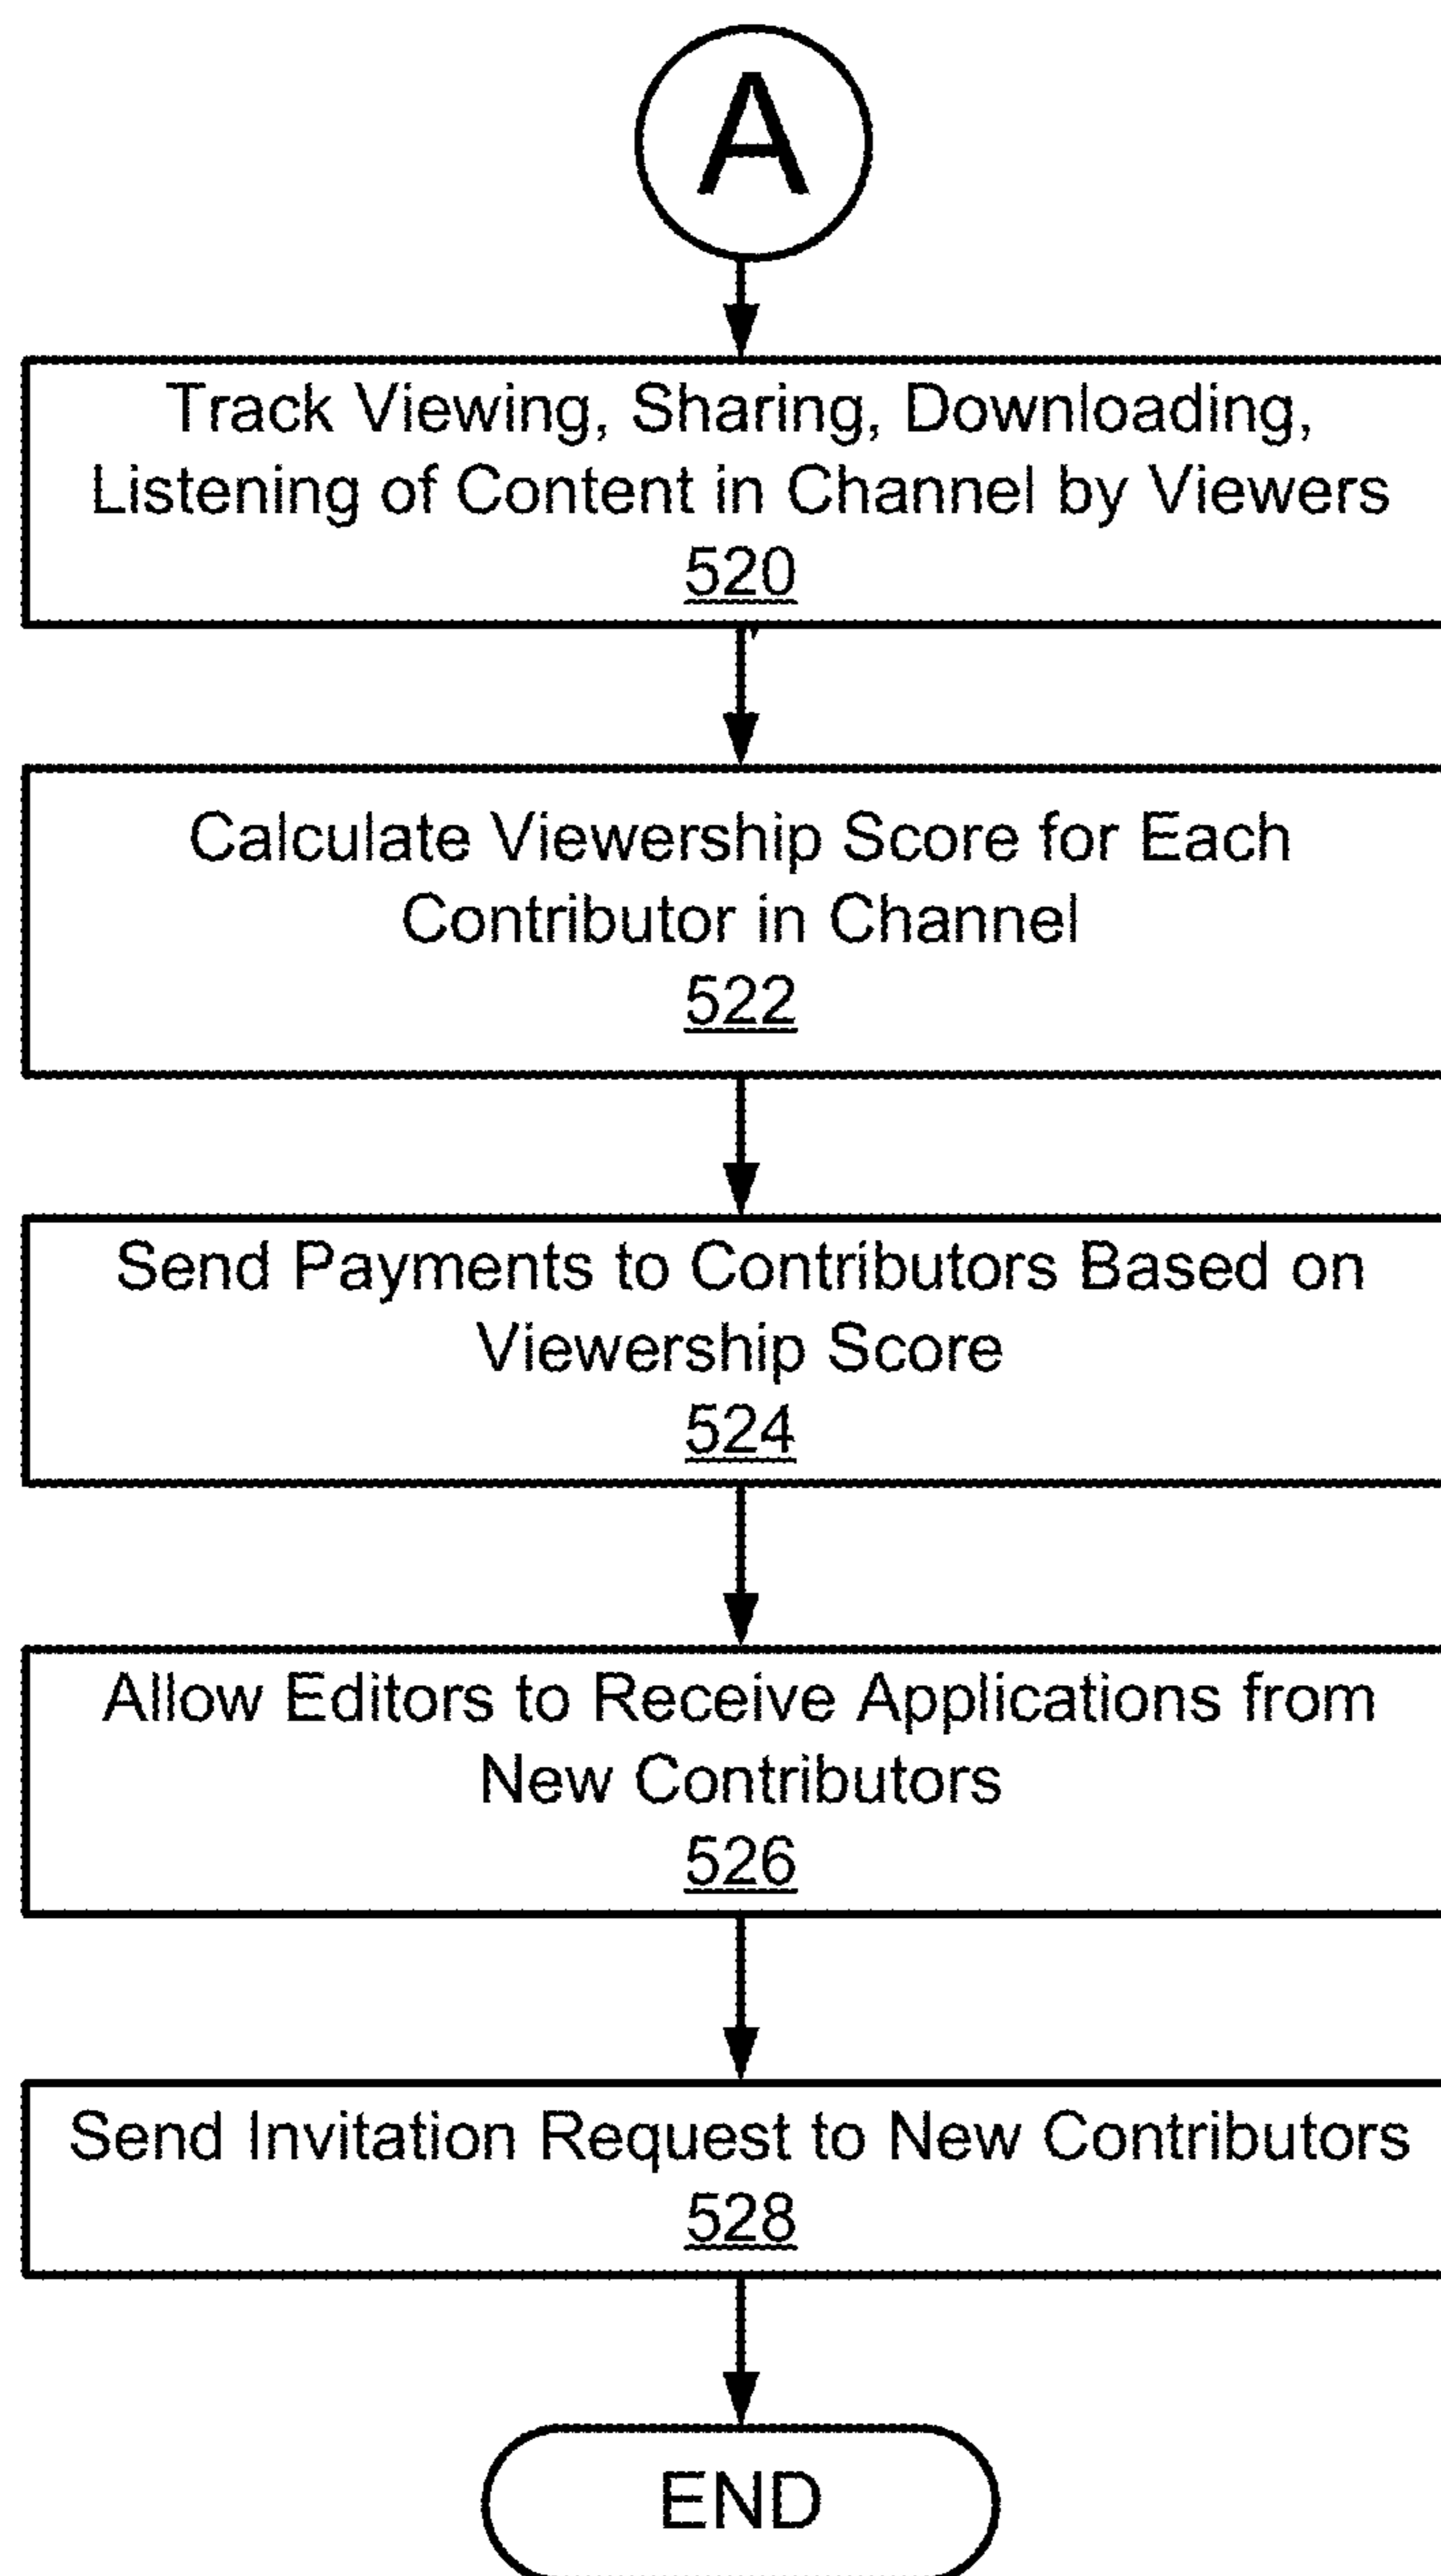 A
Track Viewing, Sharing, Downloading,
Listening of Content in Channel by Viewers
520
Calculate Viewership Score for Each
Contributor in Channel
522
Send Payments to Contributors Based on
Viewership Score
524
Allow Editors to Receive Applications from
New Contributors
526
Send Invitation Request to New Contributors
528
END